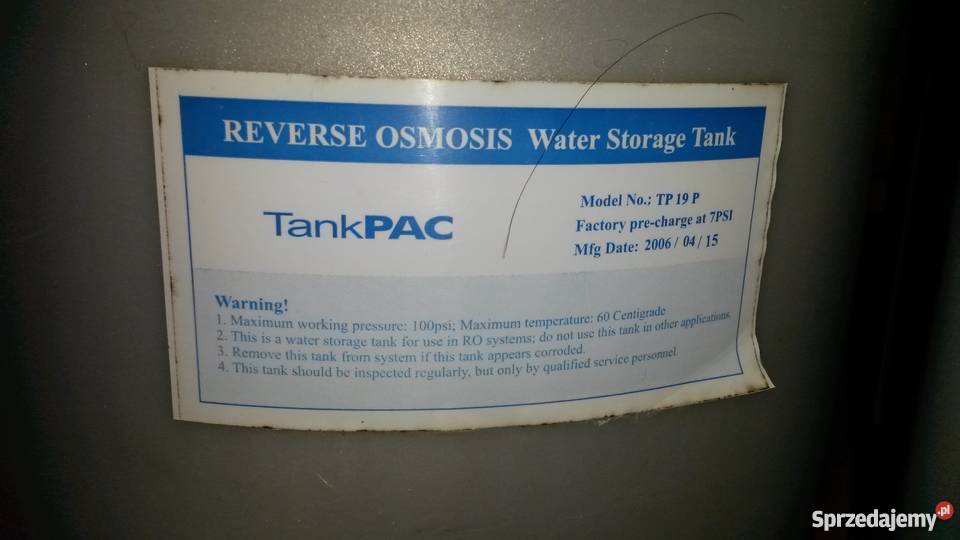 REVERSE OSMOSIS Water Storage Tank
TankPAC
Model No.: TP 19 P
Factory pre-charge at 7PSI
Mfg Date: 2006 / 04 / 15
Warning!
1. Maximum working pressure: 100psi; Maximum temperature: 60 Centigrade
2. This is a water storage tank for use in RO systems; do not use this tank in other applications.
3. Remove this tank from system if this tank appears corroded.
4. This tank should be inspected regularly, but only by qualified service personnel
Sprzedajemy.pl